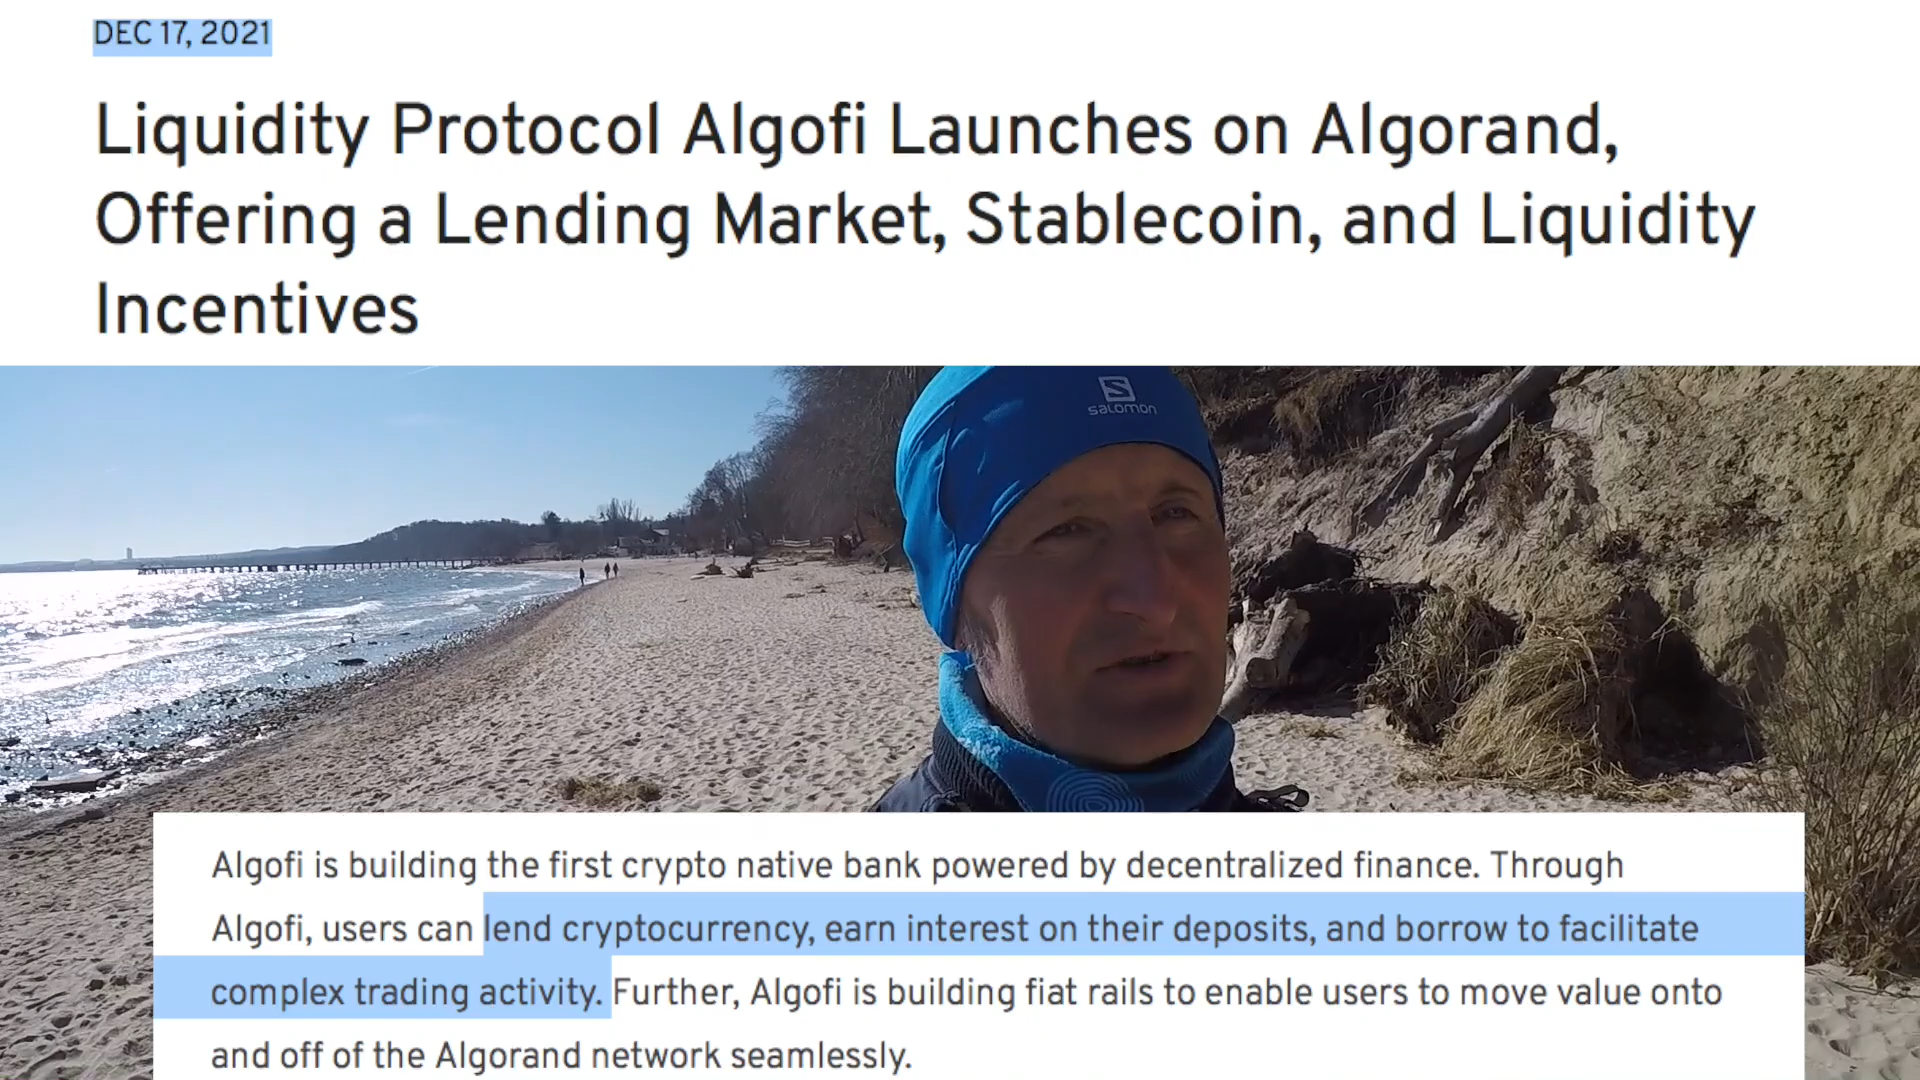 DEC 17, 2021
Liquidity Protocol Algofi Launches on Algorand,
Offering a Lending Market, Stablecoin, and Liquidity
Incentives
S
salomon
Algofi is building the first crypto native bank powered by decentralized finance. Through
Algofi, users can lend cryptocurrency, earn interest on their deposits, and borrow to facilitate
complex trading activity. Further, Algofi is building fiat rails to enable users to move value onto
and off of the Algorand network seamlessly.